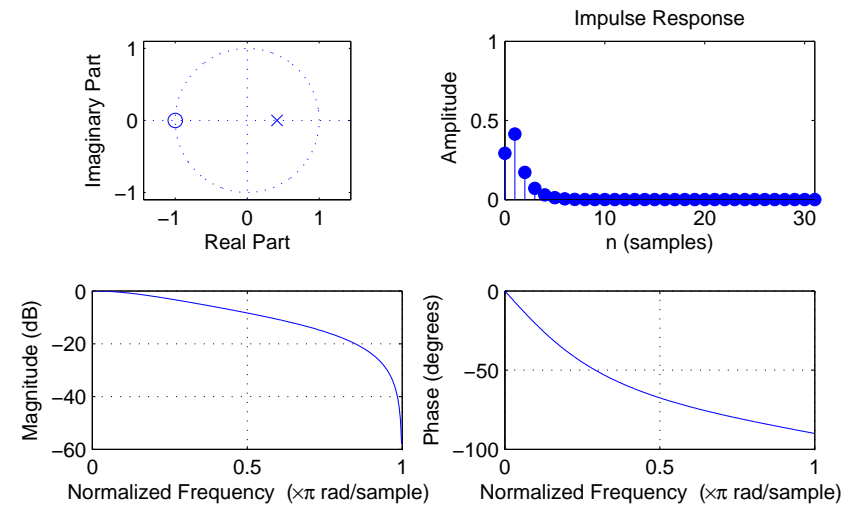 1
0
−1
−1
0
1
Real Part
Imaginary Part
Impulse Response
1
0.5
0
0
10
20
30
n (samples)
Amplitude
0
−20
−40
−60
0
0.5
1
Normalized Frequency (×π rad/sample)
Magnitude (dB)
0
−50
−100
0
0.5
1
Normalized Frequency (×π rad/sample)
Phase (degrees)